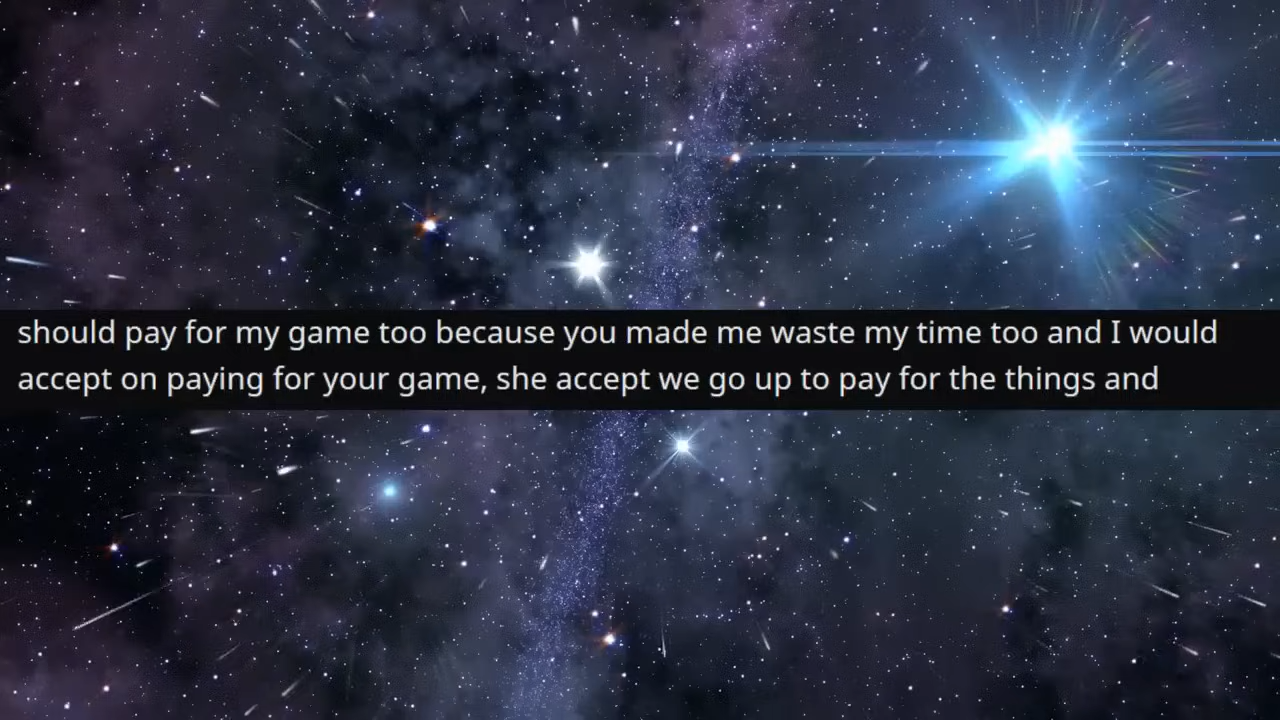 should pay for my game too because you made me waste my time too and I would
accept on paying for your game, she accept we go up to pay for the things and